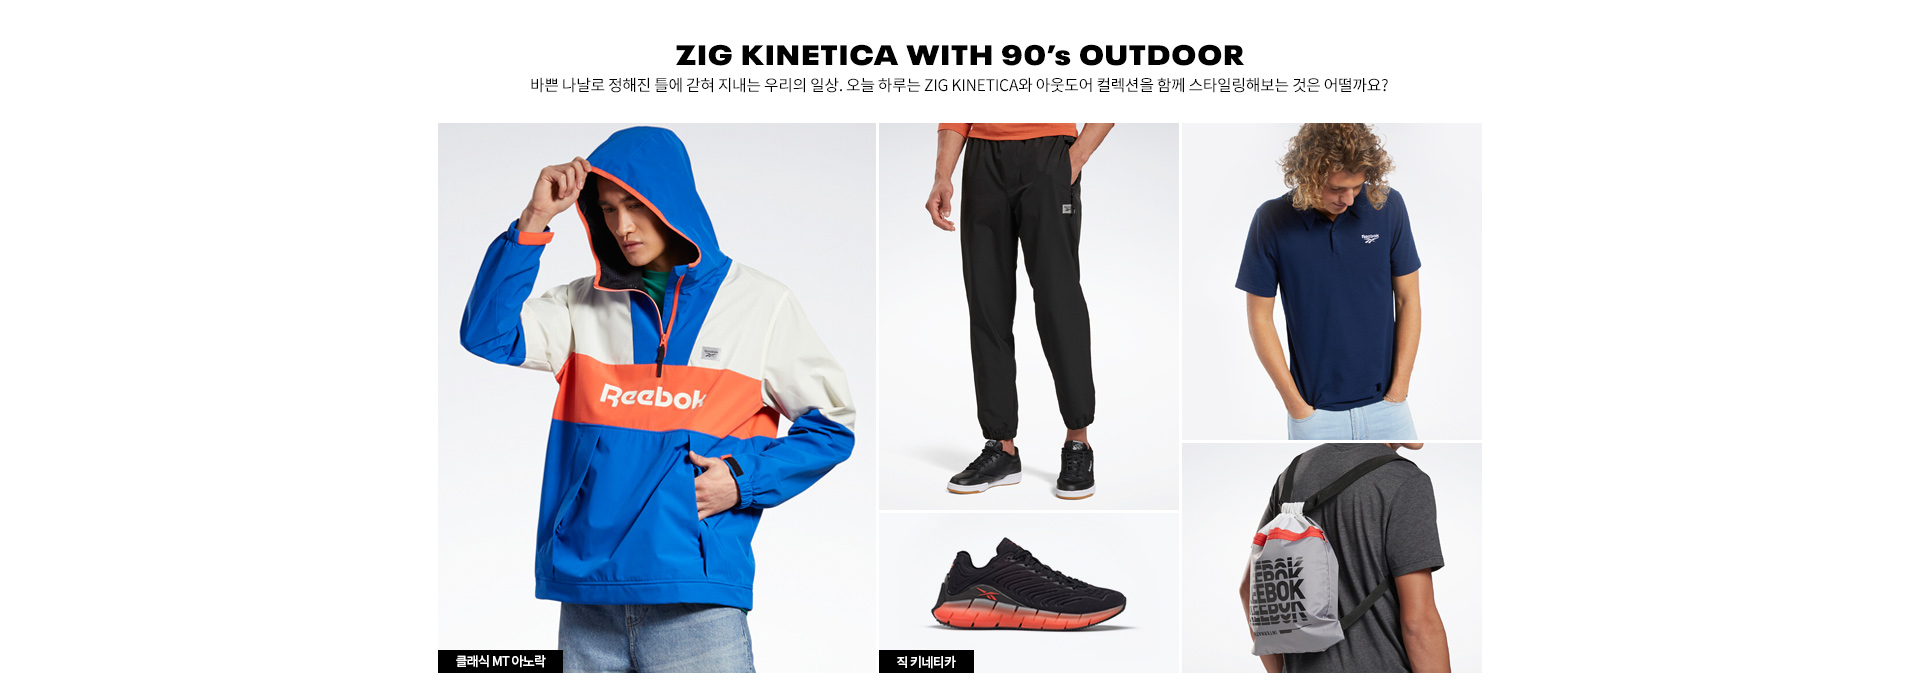 ZIG KINETICA WITH 90's OUTDOOR
바쁜 나날로 정해진 틀에 갇혀 지내는 우리의 일상. 오늘 하루는 ZIG KINETICA와 아웃도어 컬렉션을 함께 스타일링해보는 것은 어떨까요?
Reebok
Reebok
클래식 MT 아노락
직 키네티카
REEBOK